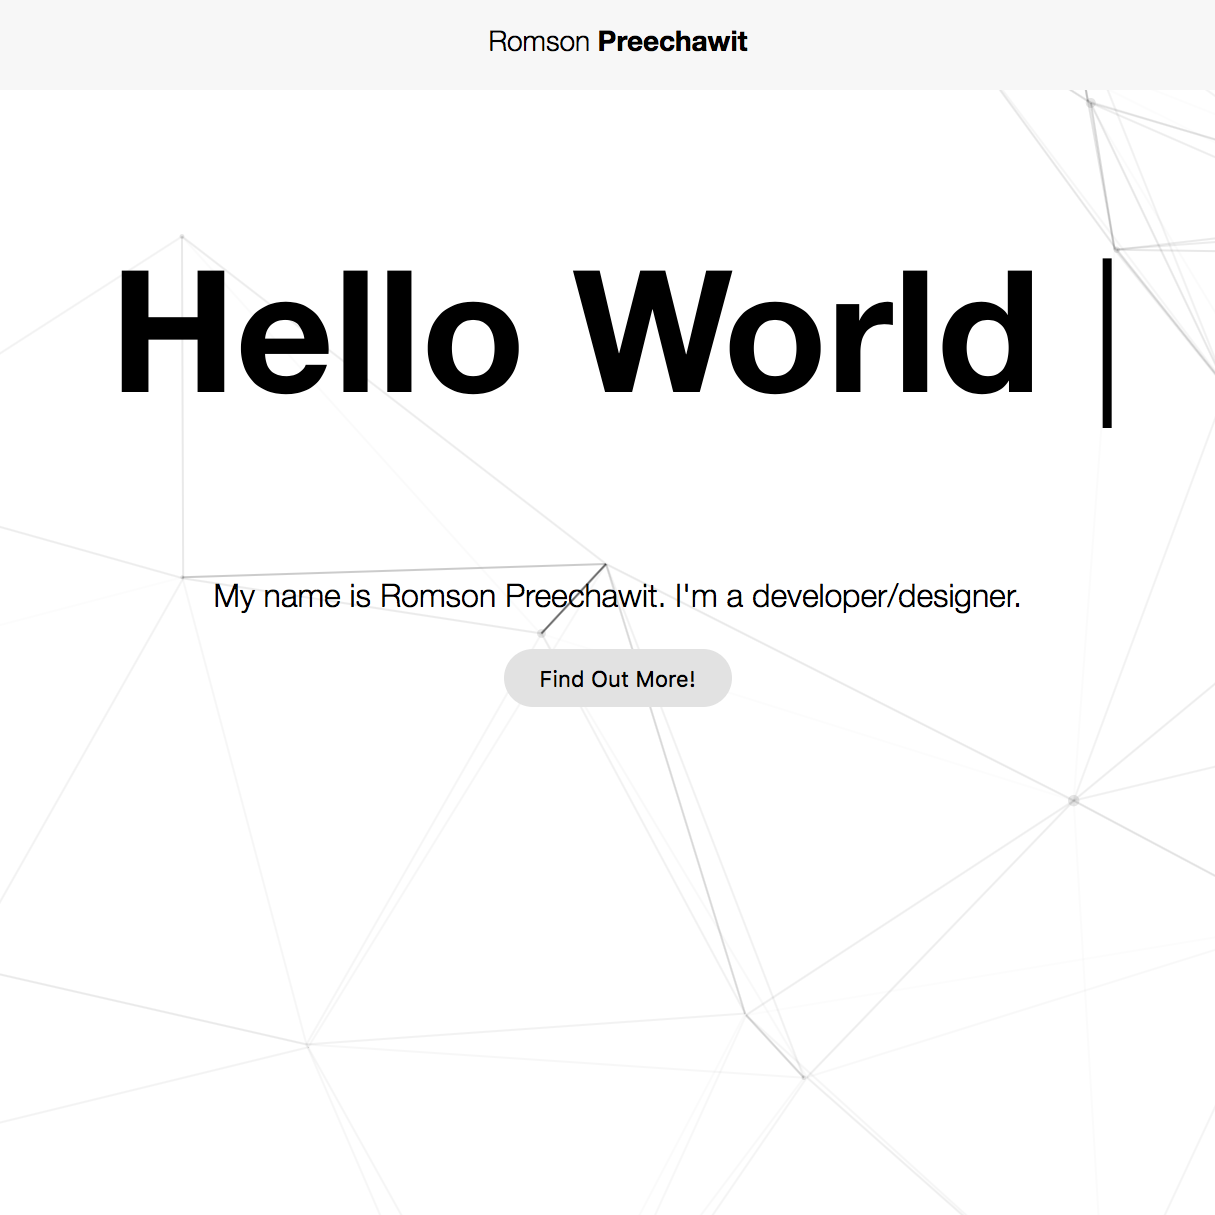 Romson Preechawit
Hello World |
My name is Romson Preechawit. I'm a developer/designer.
Find Out More!